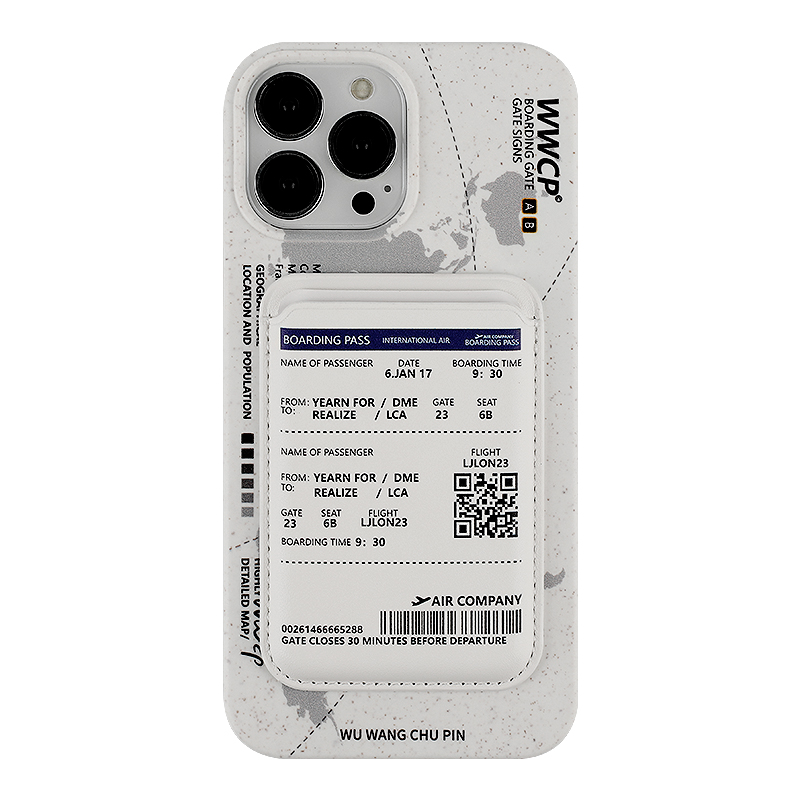 WWCP®
BOARDING GATE
GATE-SIGNS
A B
GEOGRAPHICAL
LOCATION AND POPULATION
BOARDING PASS INTERNATIONAL AIR AIR COMPANY
BOARDING PASS
NAME OF PASSENGER DATE BOARDING TIME
6.JAN 17 9: 30
FROM: YEARN FOR / DME GATE SEAT
TO: REALIZE / LCA 23 6B
NAME OF PASSENGER FLIGHT
LJLON23
FROM: YEARN FOR / DME
TO: REALIZE / LCA
GATE SEAT FLIGHT
23 6B LJLON23
BOARDING TIME 9: 30
AIR COMPANY
00261466665288
GATE CLOSES 30 MINUTES BEFORE DEPARTURE
HIGHLY
DETAILED MAP/
WU WANG CHU PIN